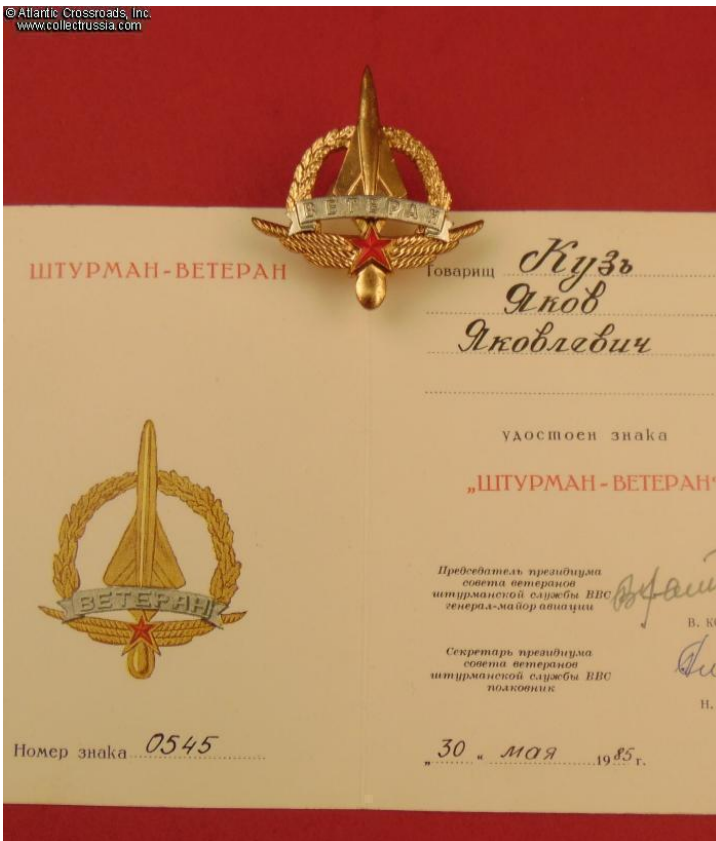 © Atlantic Crossroads, Inc.
www.collectrussia.com
ВЕТЕРАН
ШТУРМАН-ВЕТЕРАН
ВЕТЕРАН
Номер знака 0545
Товарищ Кузь
Яков
Яковлевич
удостоен знака
„ШТУРМАН-ВЕТЕРАН“
Председатель президиума
совета ветеранов
штурманской службы ВВС
генерал-майор авиации
В.
Секретарь президиума
совета ветеранов
штурманской службы ВВС
полковник
Н.
„30“ мая 1985 г.